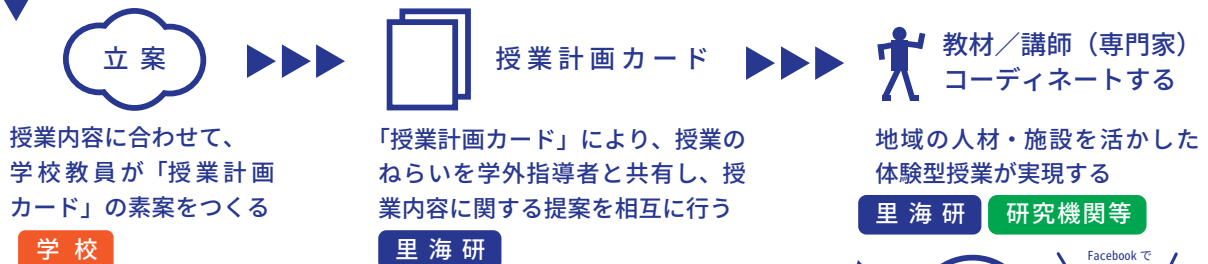 立案
授業内容に合わせて、
学校教員が「授業計画
カード」の素案をつくる
学校
授業計画カード
「授業計画カード」により、授業の
ねらいを学外指導者と共有し、授
業内容に関する提案を相互に行う
里海研
教材／講師（専門家）
コーディネートする
地域の人材・施設を活かした
体験型授業が実現する
里海研 研究機関等
Facebook で